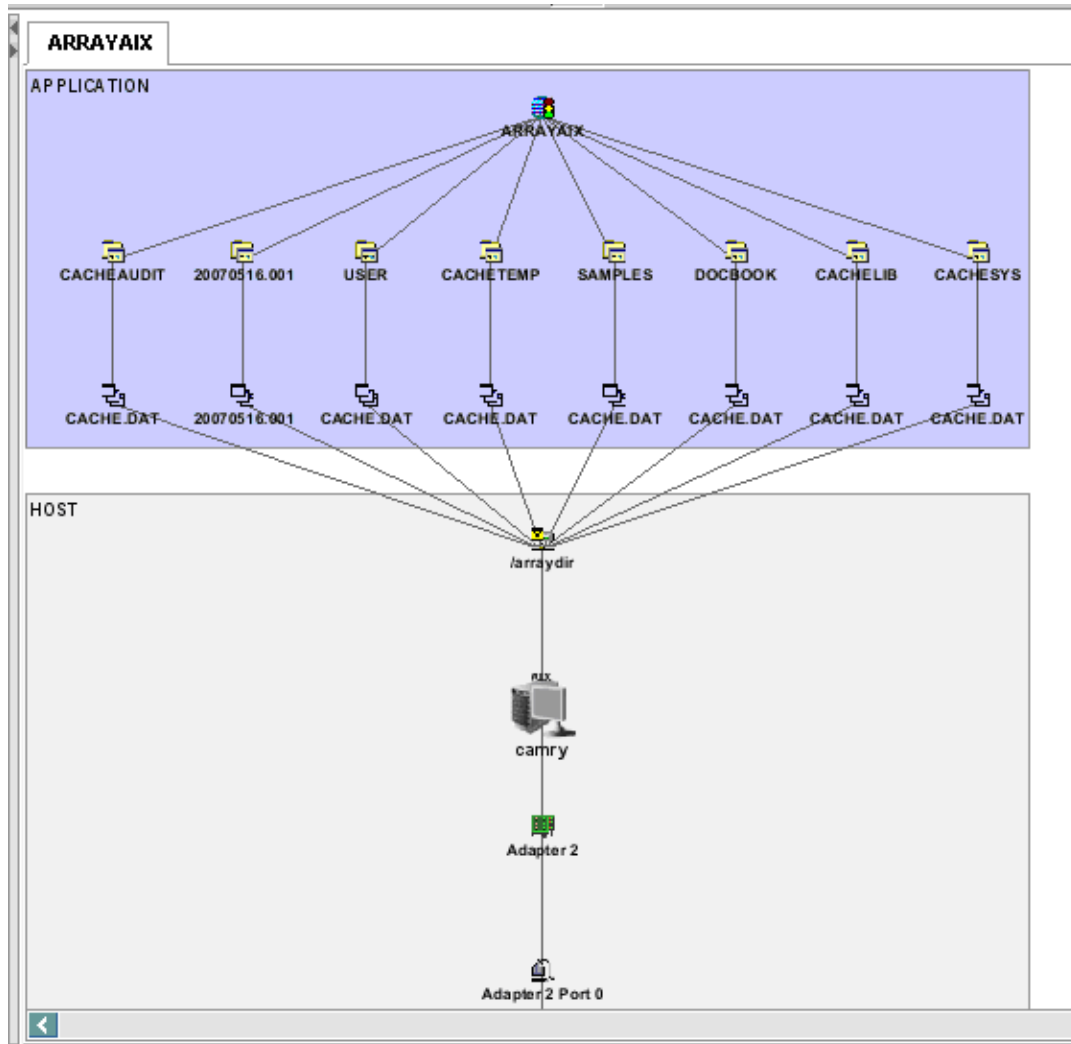 ARRAYAIX
APPLICATION
ARRAYAIX
CACHEAUDIT 20070516.001 USER CACHETEMP SAMPLES DOCBOOK CACHELIB CACHESYS
CACHE.DAT 20070516.001 CACHE.DAT CACHE.DAT CACHE.DAT CACHE.DAT CACHE.DAT CACHE.DAT
HOST
/arraydir
AIX
camry
Adapter 2
Adapter 2 Port 0